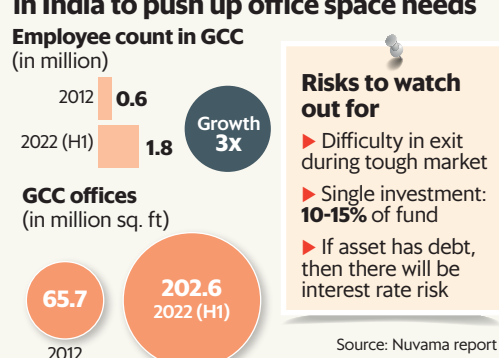 in India to push up office space needs
Employee count in GCC
(in million)
2012 0.6
2022 (H1) 1.8
Growth
3x
GCC offices
(in million sq. ft)
65.7
2012
202.6
2022 (H1)
Risks to watch
out for
▶ Difficulty in exit
during tough market
▶ Single investment:
10-15% of fund
▶ If asset has debt,
then there will be
interest rate risk
Source: Nuvama report